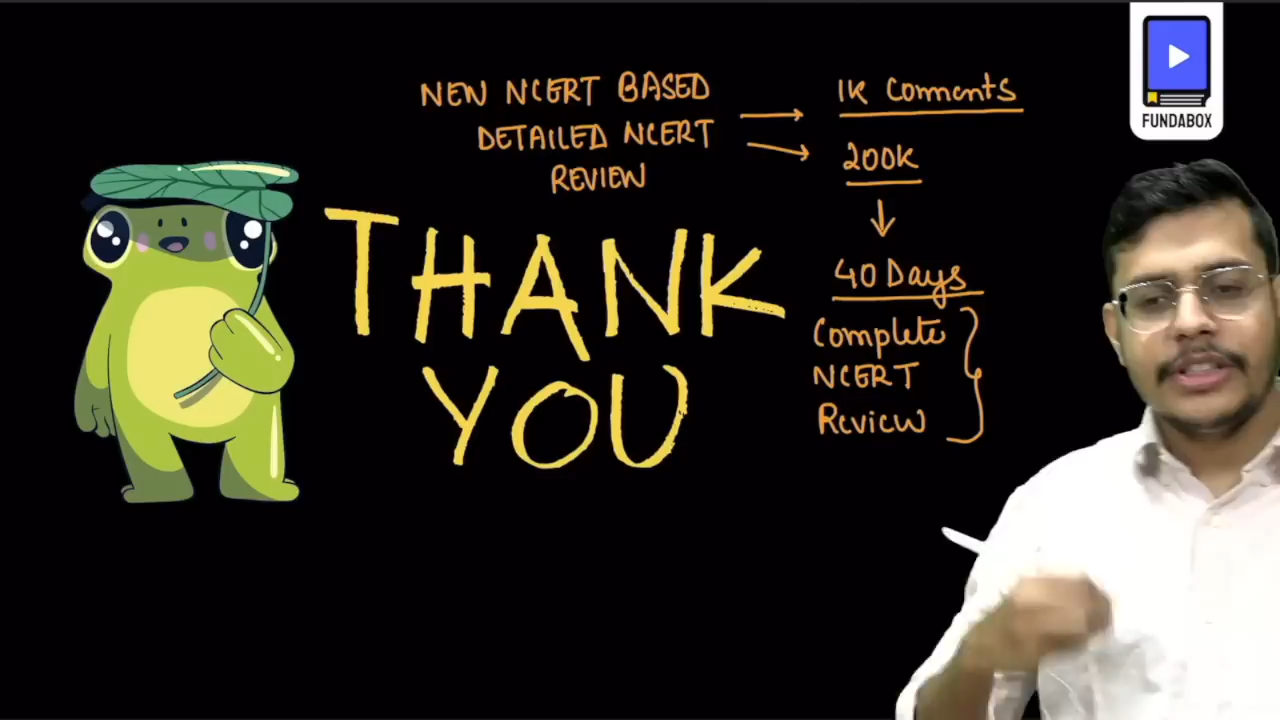 NEW NCERT BASED
DETAILED NCERT
REVIEW
1K Comments
200K
40 Days
Complete
NCERT
Review
THANK
YOU
FUNDABOX